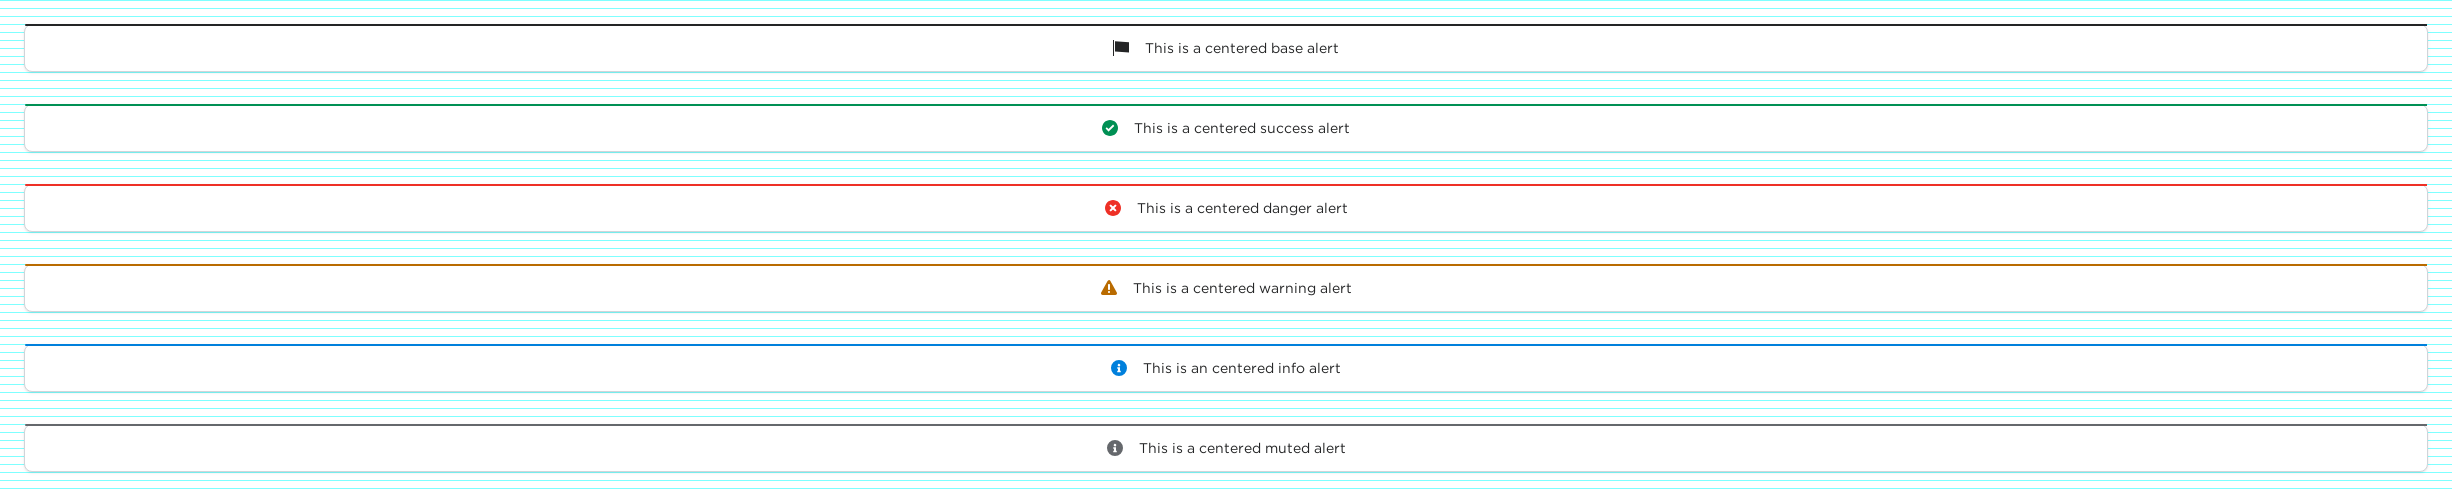 This is a centered base alert
This is a centered success alert
This is a centered danger alert
This is a centered warning alert
This is an centered info alert
This is a centered muted alert